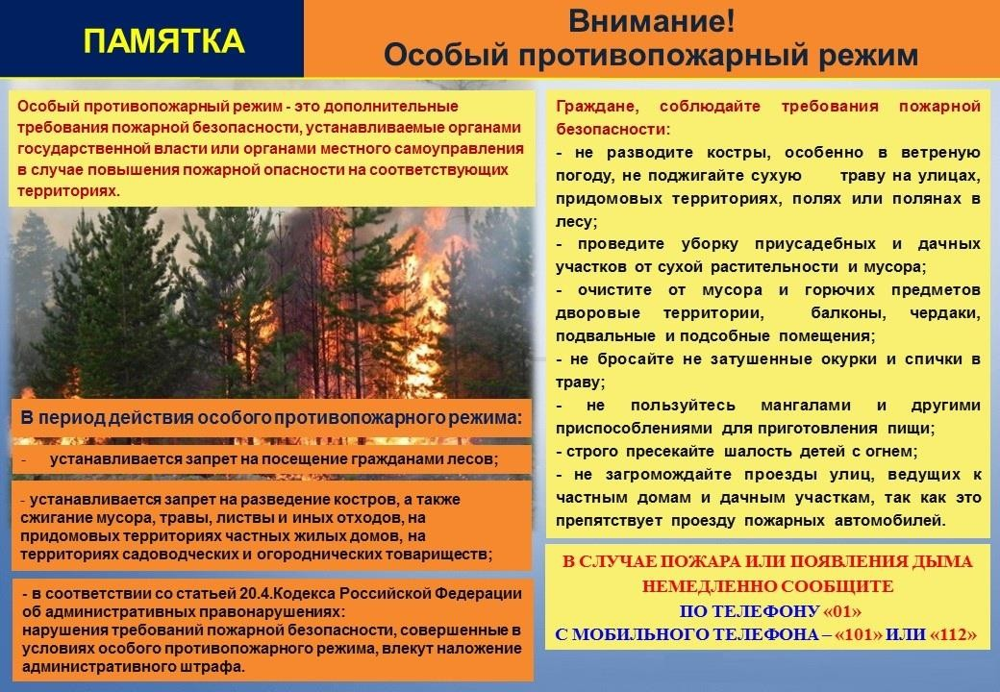 ПАМЯТКА
Внимание!
Особый противопожарный режим
Особый противопожарный режим - это дополнительные
требования пожарной безопасности, устанавливаемые органами
государственной власти или органами местного самоуправления
в случае повышения пожарной опасности на соответствующих
территориях.
В период действия особого противопожарного режима:
- устанавливается запрет на посещение гражданами лесов;
- устанавливается запрет на разведение костров, а также
сжигание мусора, травы, листвы и иных отходов, на
придомовых территориях частных жилых домов, на
территориях садоводческих и огороднических товариществ;
- в соответствии со статьей 20.4.Кодекса Российской Федерации
об административных правонарушениях:
нарушения требований пожарной безопасности, совершенные в
условиях особого противопожарного режима, влекут наложение
административного штрафа.
Граждане, соблюдайте требования пожарной
безопасности:
- не разводите костры, особенно в ветреную
погоду, не поджигайте сухую траву на улицах,
придомовых территориях, полях или полянах в
лесу;
- проведите уборку приусадебных и дачных
участков от сухой растительности и мусора;
- очистите от мусора и горючих предметов
дворовые территории, балконы, чердаки,
подвальные и подсобные помещения;
- не бросайте не затушенные окурки и спички в
траву;
- не пользуйтесь мангалами и другими
приспособлениями для приготовления пищи;
- строго пресекайте шалость детей с огнем;
- не загромождайте проезды улиц, ведущих к
частным домам и дачным участкам, так как это
препятствует проезду пожарных автомобилей.
В СЛУЧАЕ ПОЖАРА ИЛИ ПОЯВЛЕНИЯ ДЫМА
НЕМЕДЛЕННО СООБЩИТЕ
ПО ТЕЛЕФОНУ «01»
С МОБИЛЬНОГО ТЕЛЕФОНА – «101» ИЛИ «112»